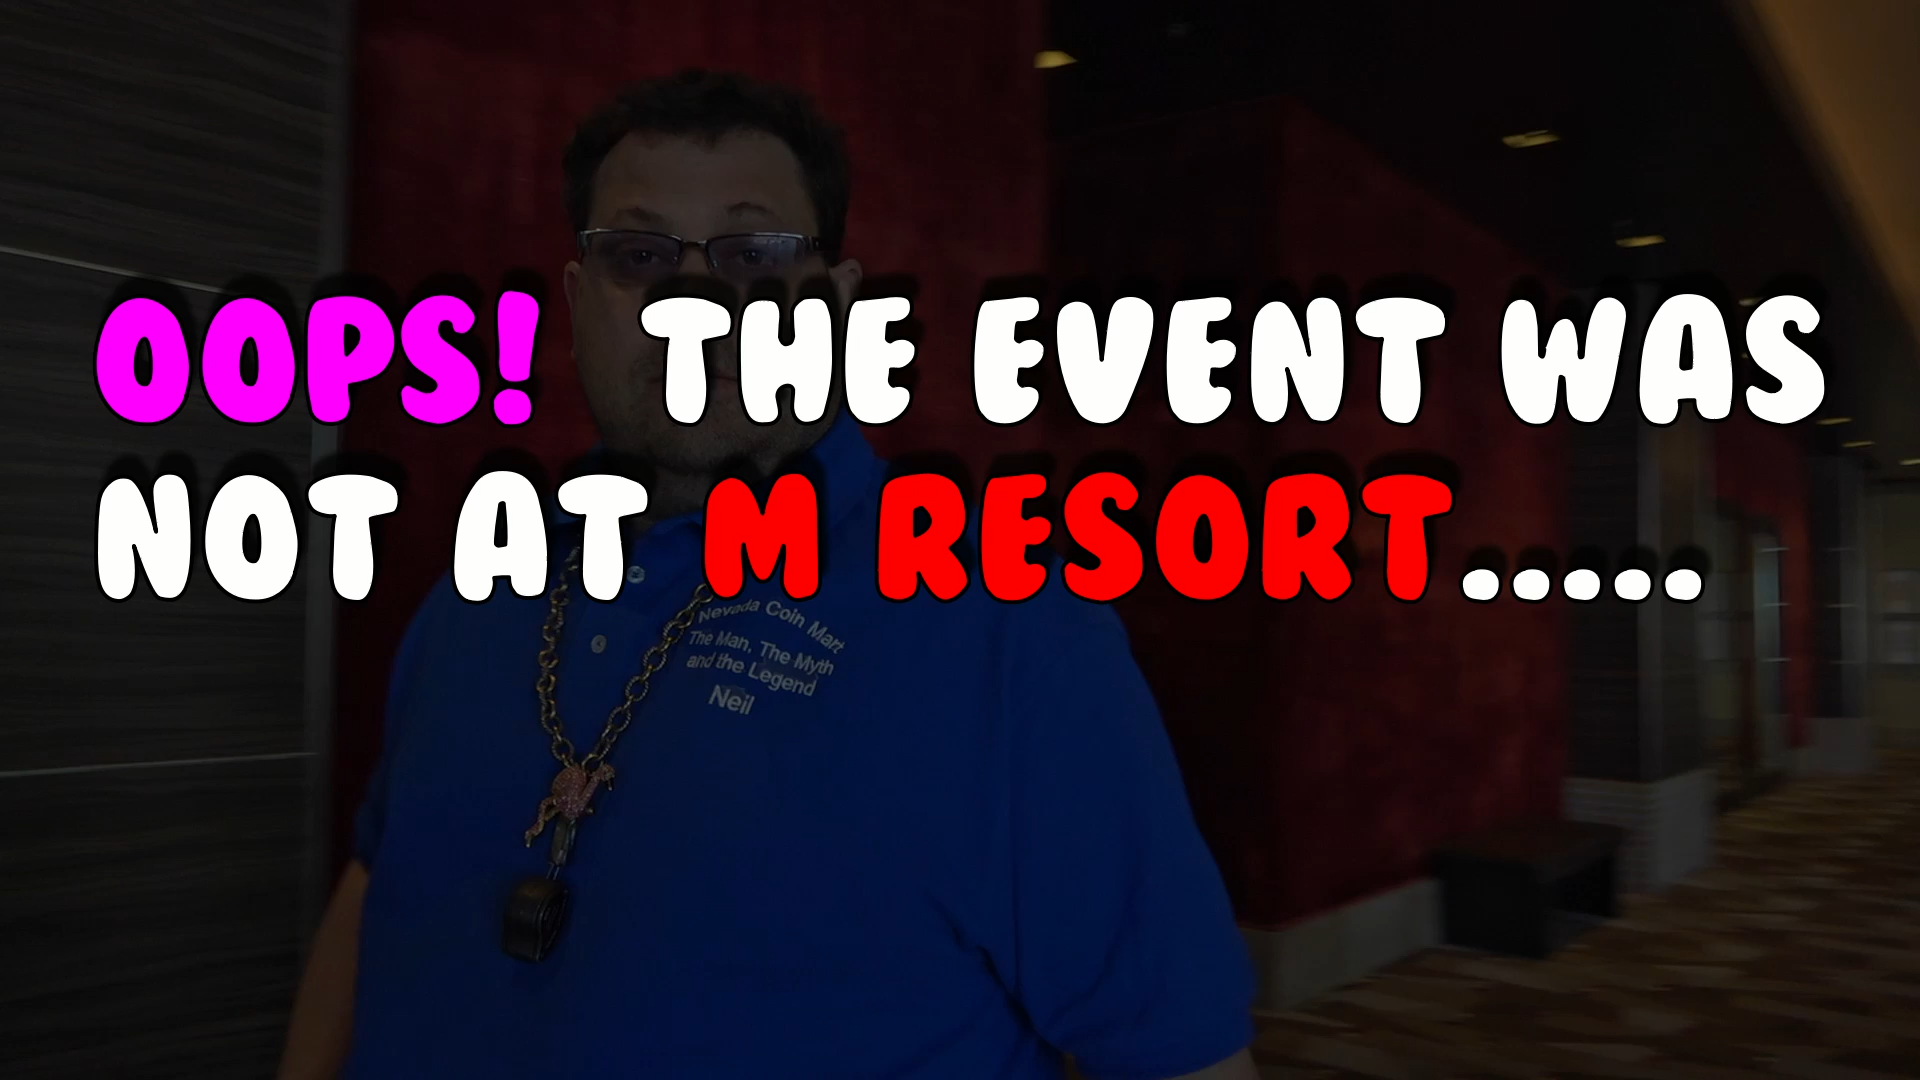 OOPS! THE EVENT WAS
NOT AT M RESORT.....
Nevada Coin Mart
The Man, The Myth
and the Legend
Neil